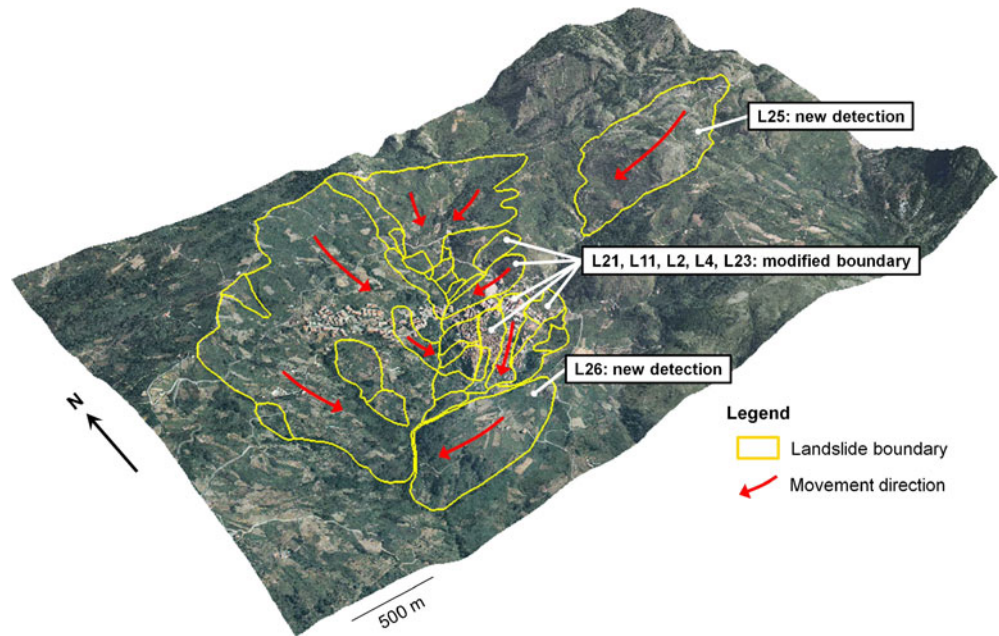 L25: new detection
L21, L11, L2, L4, L23: modified boundary
L26: new detection
N
Legend
Landslide boundary
Movement direction
500 m